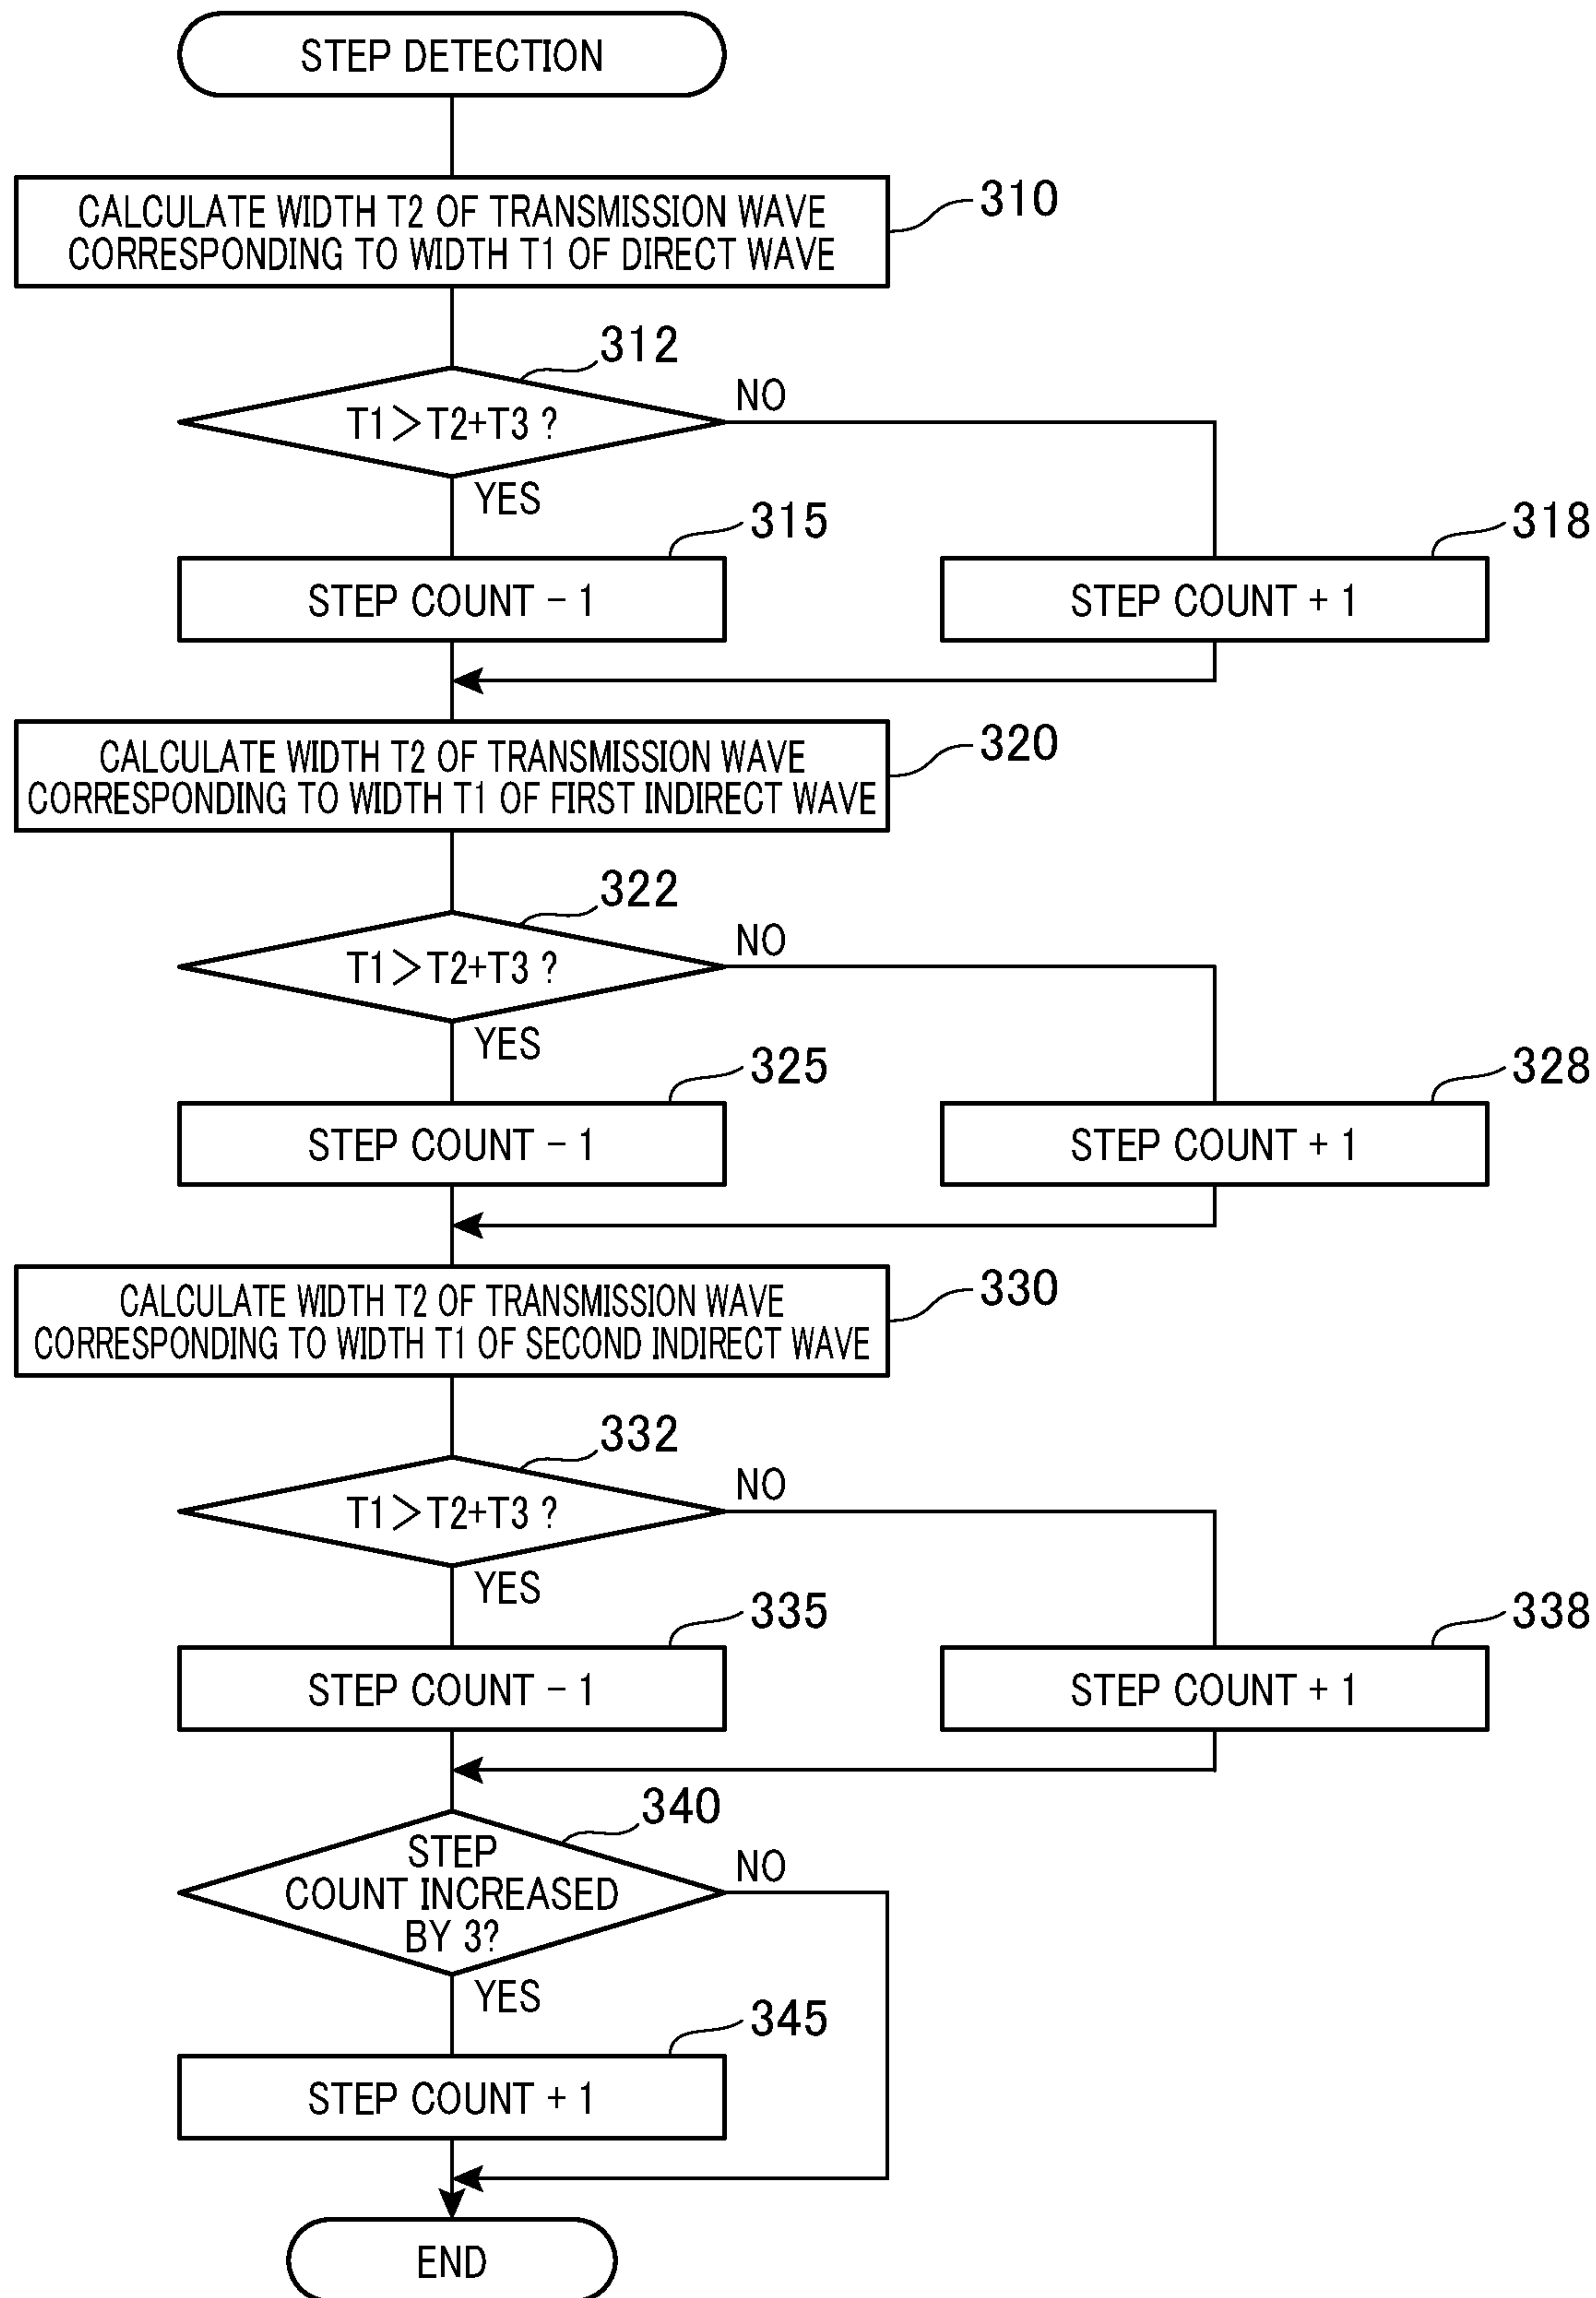 STEP DETECTION
CALCULATE WIDTH T2 OF TRANSMISSION WAVE
CORRESPONDING TO WIDTH T1 OF DIRECT WAVE
310
312
T1>T2+T3 ?
NO
YES
315
STEP COUNT - 1
318
STEP COUNT + 1
CALCULATE WIDTH T2 OF TRANSMISSION WAVE
CORRESPONDING TO WIDTH T1 OF FIRST INDIRECT WAVE
320
322
T1>T2+T3 ?
NO
YES
325
STEP COUNT - 1
328
STEP COUNT + 1
CALCULATE WIDTH T2 OF TRANSMISSION WAVE
CORRESPONDING TO WIDTH T1 OF SECOND INDIRECT WAVE
330
332
T1>T2+T3 ?
NO
YES
335
STEP COUNT - 1
338
STEP COUNT + 1
340
STEP
COUNT INCREASED
BY 3?
NO
YES
345
STEP COUNT + 1
END